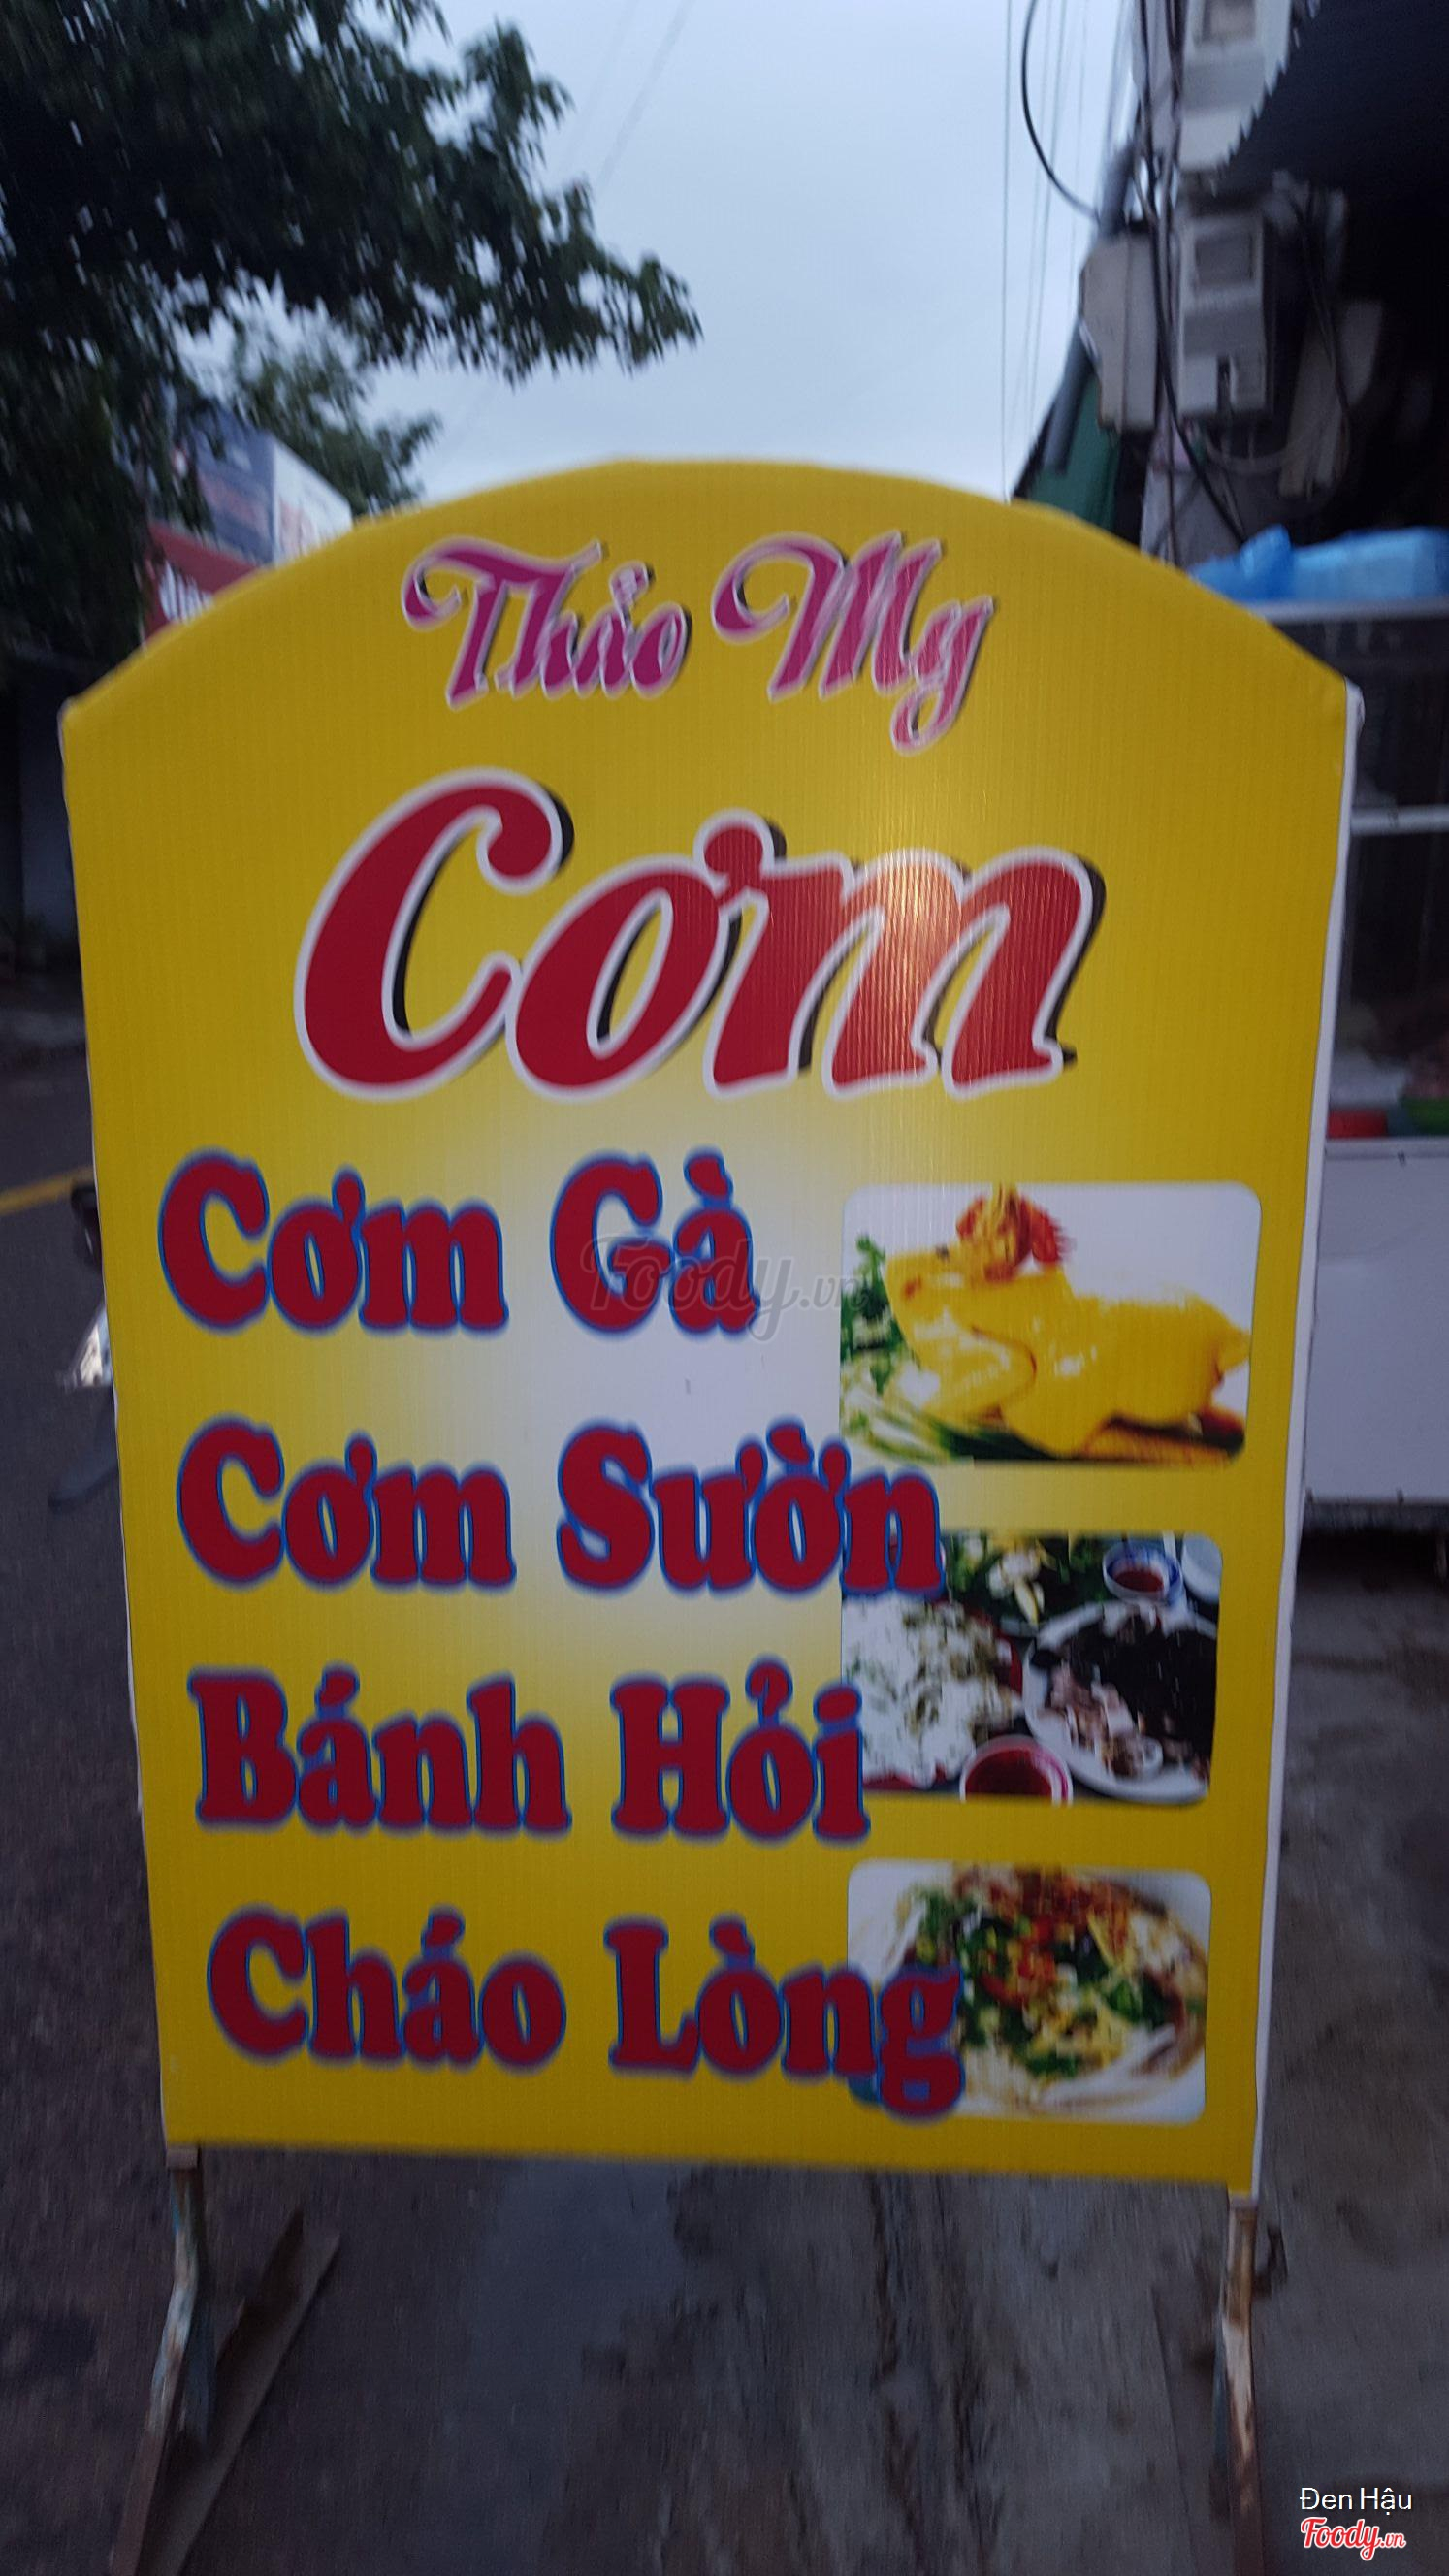 Thảo My
Cơm
Cơm Gà
Foody.vn
Cơm Sườn
Bánh Hỏi
Cháo Lòng
Đen Hậu
Foody.vn